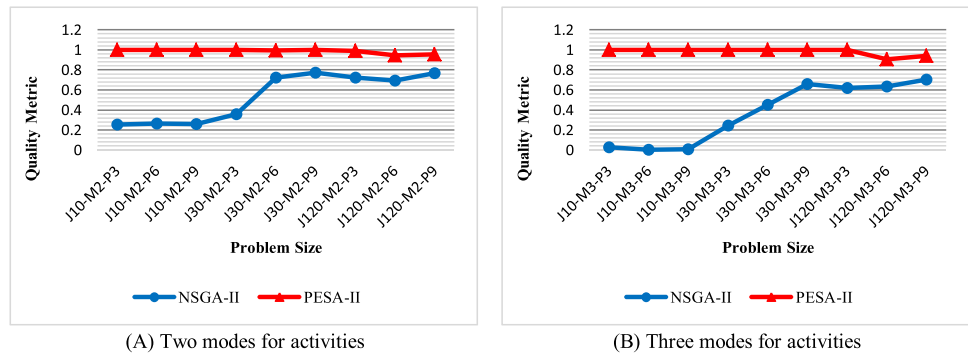 1.2
1
0.8
0.6
0.4
0.2
0
Quality Metric
J10-M2-P3
J10-M2-P6
J10-M2-P9
J30-M2-P3
J30-M2-P6
J30-M2-P9
J120-M2-P3
J120-M2-P6
J120-M2-P9
Problem Size
NSGA-II PESA-II
(A) Two modes for activities
1.2
1
0.8
0.6
0.4
0.2
0
Quality Metric
J10-M3-P3
J10-M3-P6
J10-M3-P9
J30-M3-P3
J30-M3-P6
J30-M3-P9
J120-M3-P3
J120-M3-P6
J120-M3-P9
Problem Size
NSGA-II PESA-II
(B) Three modes for activities